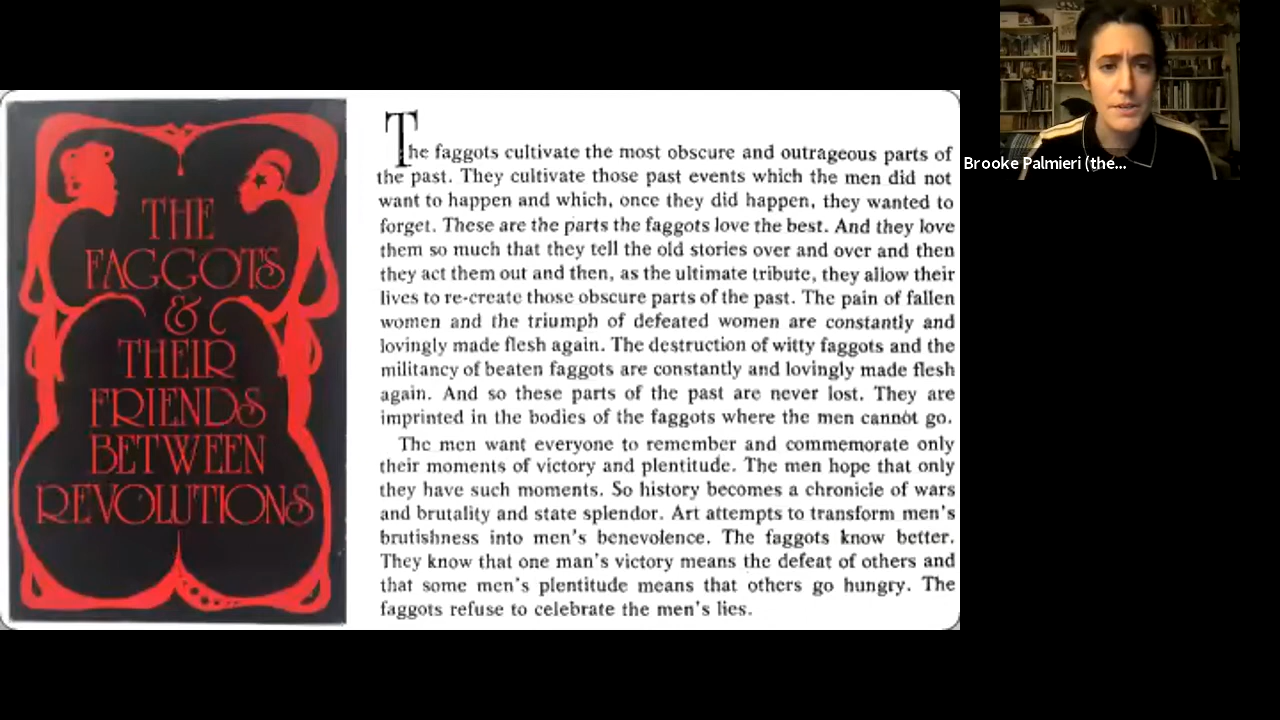 THE
FAGGOTS
&
THEIR
FRIENDS
BETWEEN
REVOLUTIONS
The faggots cultivate the most obscure and outrageous parts of
the past. They cultivate those past events which the men did not
want to happen and which, once they did happen, they wanted to
forget. These are the parts the faggots love the best. And they love
them so much that they tell the old stories over and over and then
they act them out and then, as the ultimate tribute, they allow their
lives to re-create those obscure parts of the past. The pain of fallen
women and the triumph of defeated women are constantly and
lovingly made flesh again. The destruction of witty faggots and the
militancy of beaten faggots are constantly and lovingly made flesh
again. And so these parts of the past are never lost. They are
imprinted in the bodies of the faggots where the men cannot go.
The men want everyone to remember and commemorate only
their moments of victory and plentitude. The men hope that only
they have such moments. So history becomes a chronicle of wars
and brutality and state splendor. Art attempts to transform men's
brutishness into men's benevolence. The faggots know better.
They know that one man's victory means the defeat of others and
that some men's plentitude means that others go hungry. The
faggots refuse to celebrate the men's lies.
Brooke Palmieri (the...